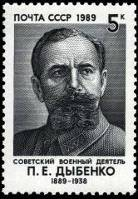 ПОЧТА СССР 1989 5 К
СОВЕТСКИЙ ВОЕННЫЙ ДЕЯТЕЛЬ
П. Е. ДЫБЕНКО
1889-1938